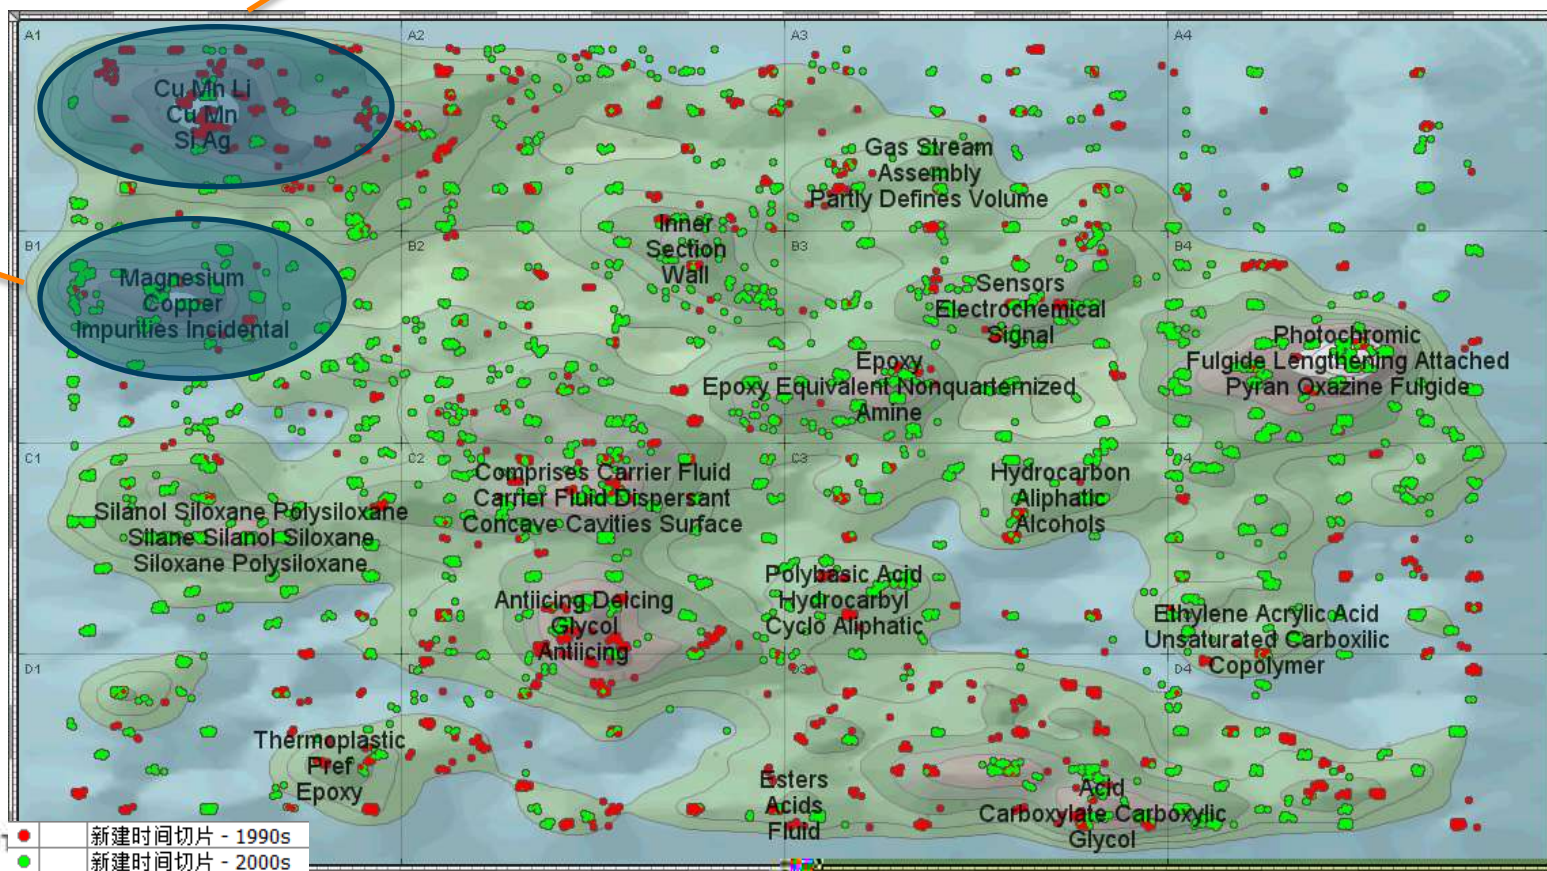 A1
A2
A3
A4
Cu Mn Li
Cu Mn
Si Ag
Gas Stream
Assembly
Partly Defines Volume
Inner
Section
Wall
B1
B2
B3
B4
Magnesium
Copper
Impurities Incidental
Sensors
Electrochemical
Signal
Photochromic
Fulgide Lengthening Attached
Pyran Oxazine Fulgide
Epoxy
Epoxy Equivalent Nonquarternized
Amine
C1
C2
C3
Comprises Carrier Fluid
Carrier Fluid Dispersant
Concave Cavities Surface
Hydrocarbon
Aliphatic
Alcohols
Silanol Siloxane Polysiloxane
Silane Silanol Siloxane
Siloxane Polysiloxane
Antiicing Deicing
Glycol
Antiicing
Polybasic Acid
Hydrocarbyl
Cyclo Aliphatic
Ethylene Acrylic Acid
Unsaturated Carboxilic
Copolymer
D1
D3
D4
Thermoplastic
Pref
Epoxy
Esters
Acids
Fluid
Acid
Carboxylate Carboxylic
Glycol
新建时间切片 - 1990s
新建时间切片 - 2000s